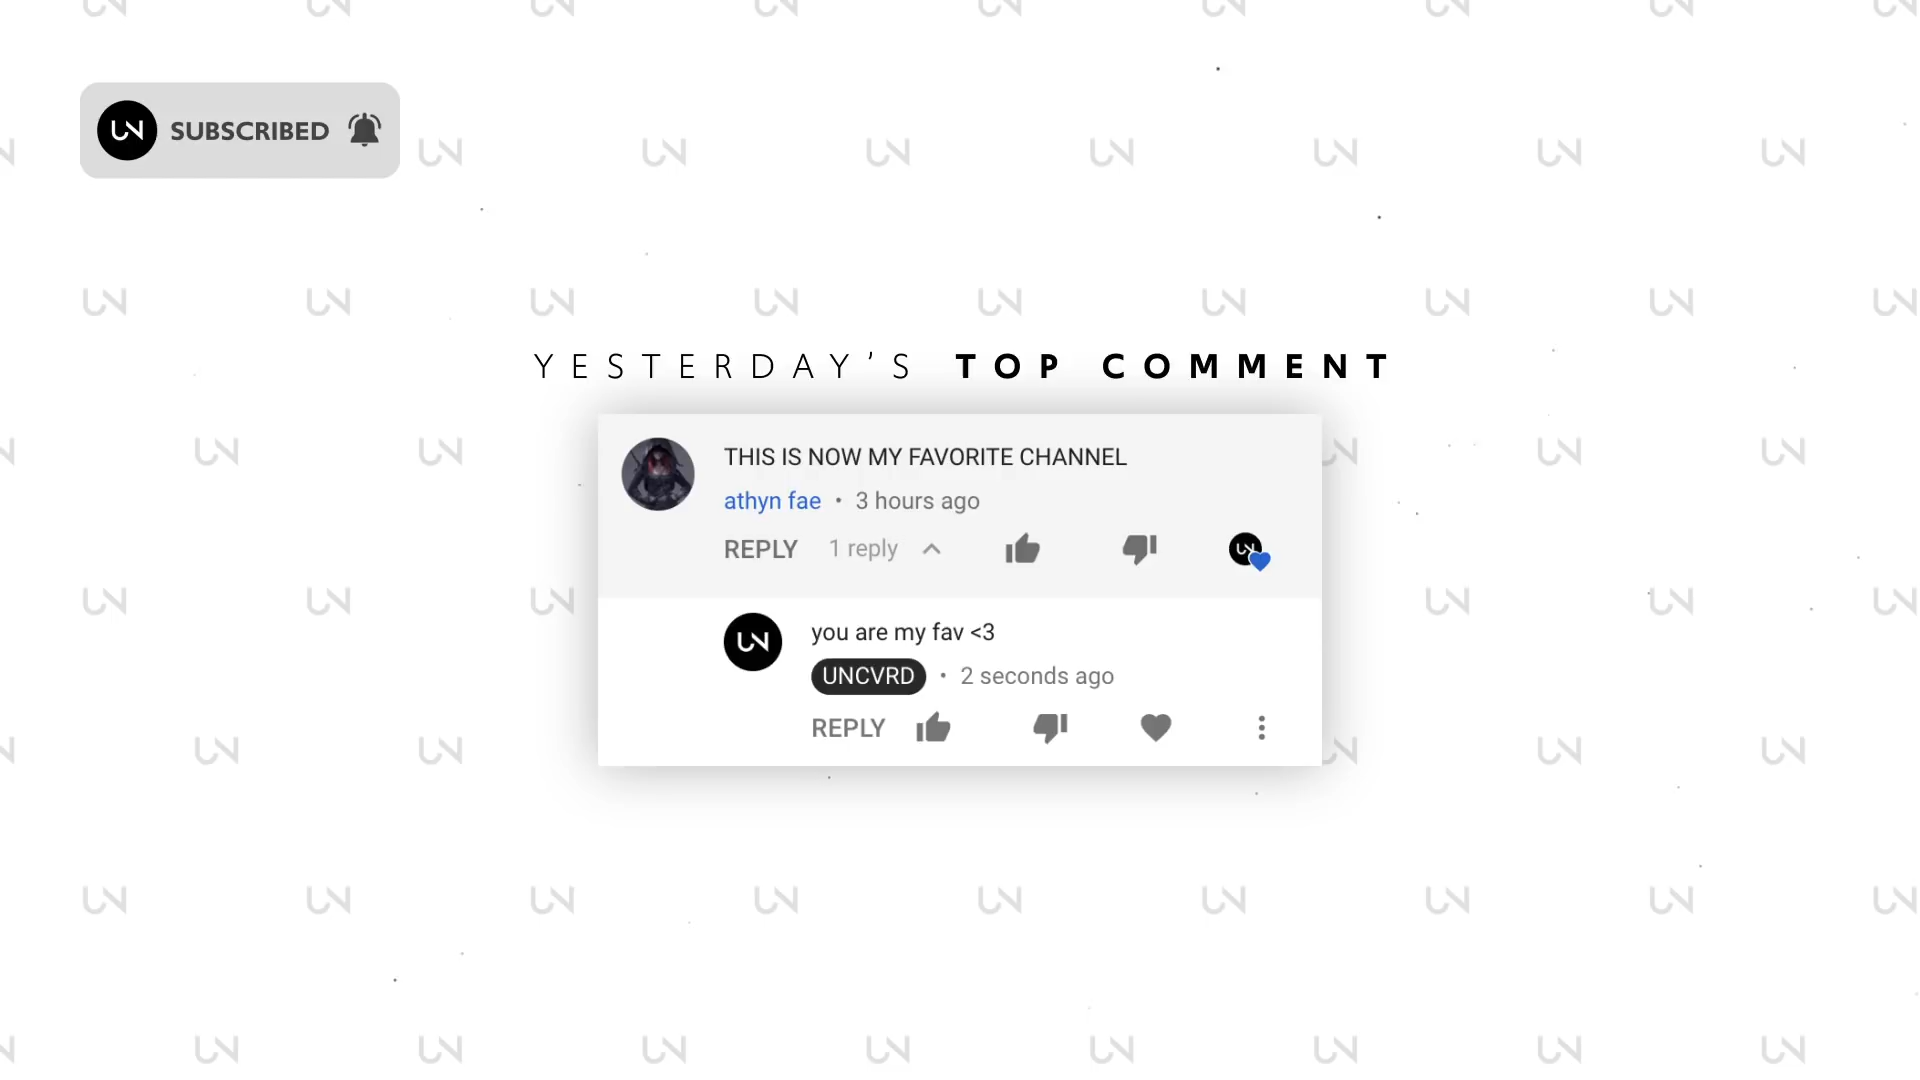 SUBSCRIBED
YESTERDAY’S TOP COMMENT
THIS IS NOW MY FAVORITE CHANNEL
athyn fae • 3 hours ago
REPLY 1 reply
you are my fav <3
UNCVRD • 2 seconds ago
REPLY